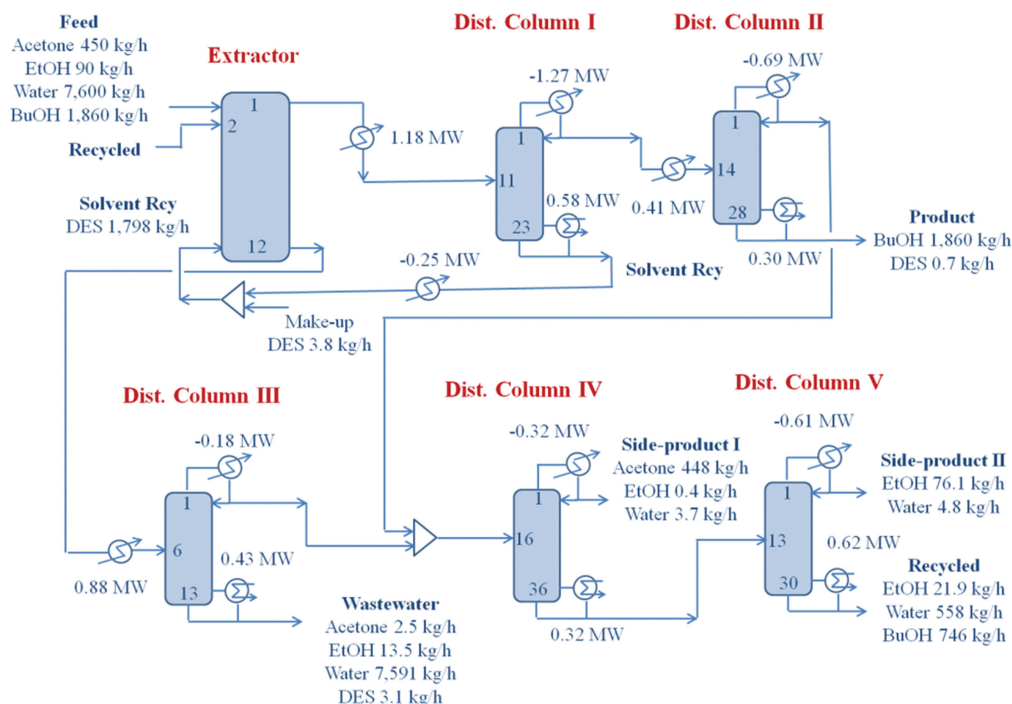 Feed
Acetone 450 kg/h
EtOH 90 kg/h
Water 7,600 kg/h
BuOH 1,860 kg/h
Recycled
Extractor
1
2
12
Solvent Rcy
DES 1,798 kg/h
1.18 MW
Dist. Column I
-1.27 MW
1
11
23
0.58 MW
Solvent Rcy
-0.25 MW
Make-up
DES 3.8 kg/h
0.41 MW
Dist. Column II
-0.69 MW
1
14
28
0.30 MW
Product
BuOH 1,860 kg/h
DES 0.7 kg/h
Dist. Column III
-0.18 MW
1
6
13
0.88 MW
0.43 MW
Wastewater
Acetone 2.5 kg/h
EtOH 13.5 kg/h
Water 7,591 kg/h
DES 3.1 kg/h
Dist. Column IV
-0.32 MW
1
16
36
0.32 MW
Side-product I
Acetone 448 kg/h
EtOH 0.4 kg/h
Water 3.7 kg/h
Dist. Column V
-0.61 MW
1
13
30
0.62 MW
Side-product II
EtOH 76.1 kg/h
Water 4.8 kg/h
Recycled
EtOH 21.9 kg/h
Water 558 kg/h
BuOH 746 kg/h